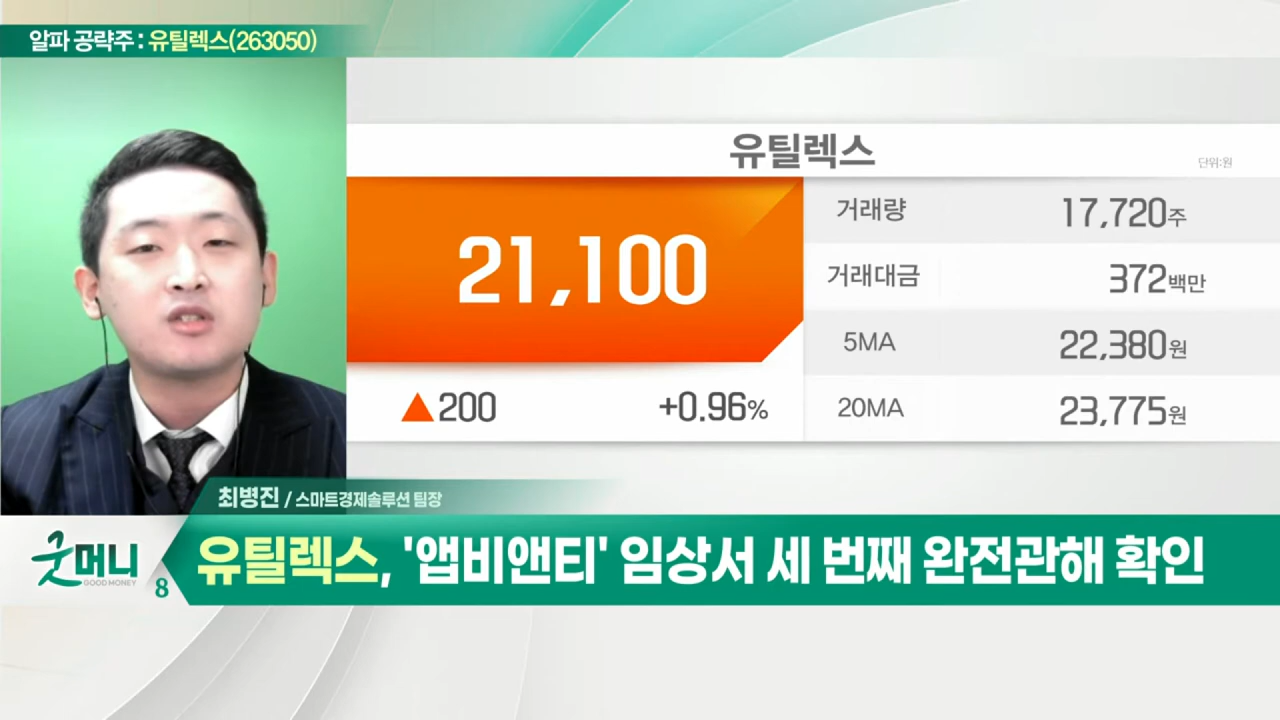 알파 공략주 : 유틸렉스(263050)
유틸렉스
단위:원
21,100
▲200 +0.96%
거래량 17,720주
거래대금 372백만
5MA 22,380원
20MA 23,775원
최병진 / 스마트경제솔루션 팀장
굿머니
GOOD MONEY
8
유틸렉스, '앱비앤티' 임상서 세 번째 완전관해 확인